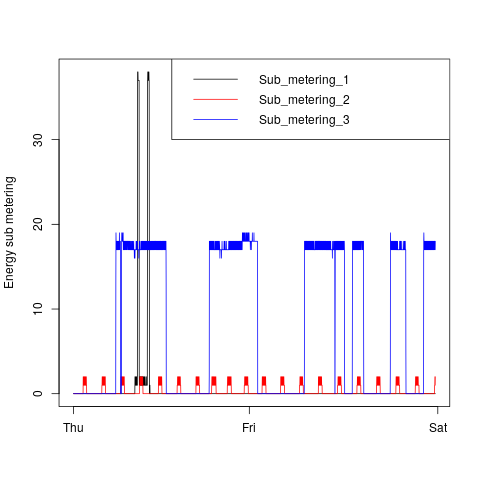 Sub_metering_1
Sub_metering_2
Sub_metering_3
Energy sub metering
30
20
10
0
Thu Fri Sat